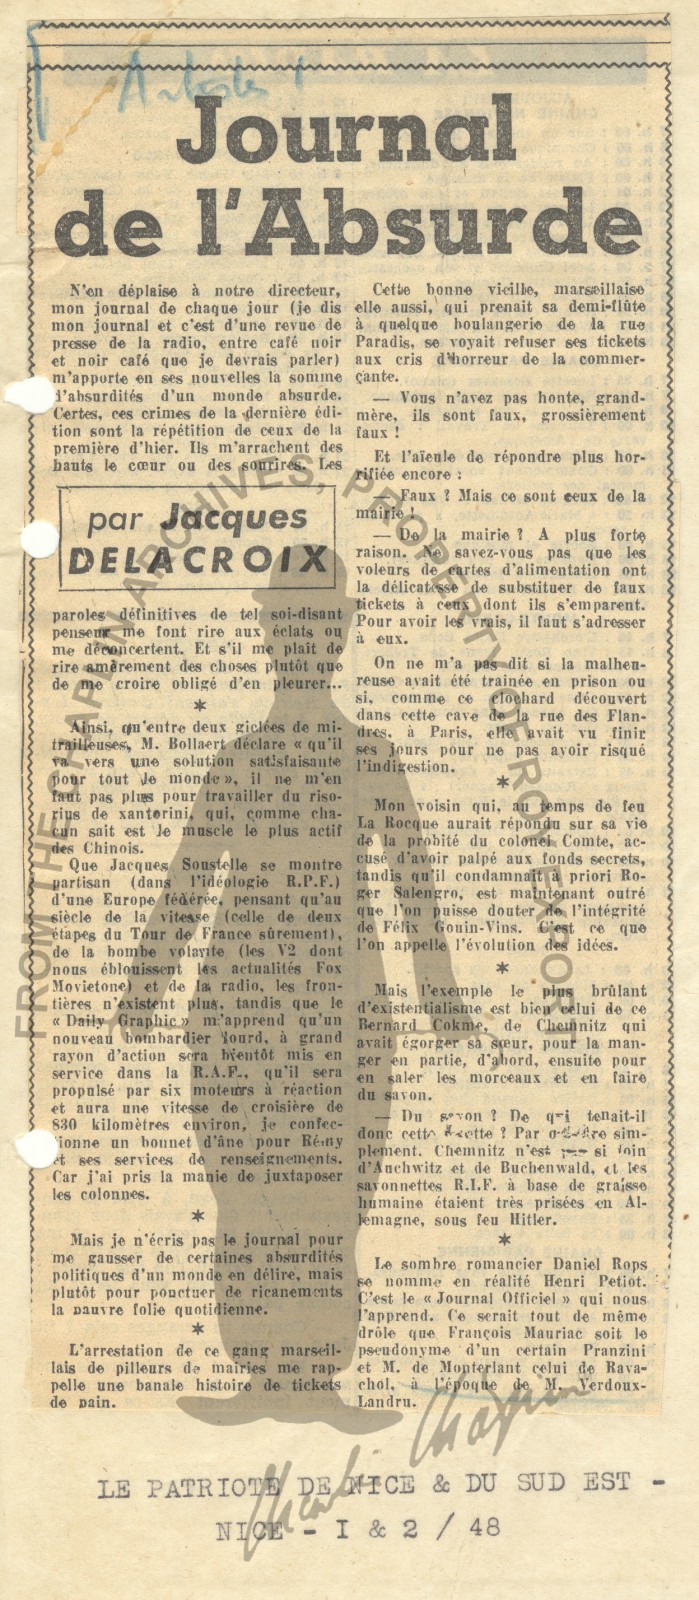 Artistes !
Journal
de l'Absurde
N'en déplaise à notre directeur,
mon journal de chaque jour (je dis
mon journal et c'est d'une revue de
presse de la radio, entre café noir
et noir café que je devrais parler)
m'apporte en ses nouvelles la somme
d'absurdités d'un monde absurde.
Certes, ces crimes de la dernière édi-
tion sont la répétition de ceux de la
première d'hier. Ils m'arrachent des
hauts le cœur ou des sourires. Les
par Jacques
DELACROIX
paroles définitives de tel soi-disant
penseur me font rire aux éclats ou
me déconcertent. Et s'il me plaît de
rire amèrement des choses plutôt que
de me croire obligé d'en pleurer...
*
Ainsi, qu'entre deux giclées de mi-
trailleuses, M. Bollaert déclare « qu'il
va vers une solution satisfaisante
pour tout le monde », il ne m'en
faut pas plus pour travailler du riso-
rius de xantorini, qui, comme cha-
cun sait est le muscle le plus actif
des Chinois.
Que Jacques Soustelle se montre
partisan (dans l'idéologie R.P.F.)
d'une Europe fédérée, pensant qu'au
siècle de la vitesse (celle de deux
étapes du Tour de France sûrement),
de la bombe volante (les V2 dont
nous éblouissent les actualités Fox
Movietone) et de la radio, les fron-
tières n'existent plus, tandis que le
« Daily Graphic » m'apprend qu'un
nouveau bombardier lourd, à grand
rayon d'action sera bientôt mis en
service dans la R.A.F., qu'il sera
propulsé par six moteurs à réaction
et aura une vitesse de croisière de
830 kilomètres environ, je confec-
tionne un bonnet d'âne pour Rémy
et ses services de renseignements.
Car j'ai pris la manie de juxtaposer
les colonnes.
*
Mais je n'écris pas le journal pour
me gausser de certaines absurdités
politiques d'un monde en délire, mais
plutôt pour ponctuer de ricanements
la pauvre folie quotidienne.
*
L'arrestation de ce gang marseil-
lais de pilleurs de mairies me rap-
pelle une banale histoire de tickets
de pain.
Cette bonne vieille, marseillaise
elle aussi, qui prenait sa demi-flûte
à quelque boulangerie de la rue
Paradis, se voyait refuser ses tickets
aux cris d'horreur de la commer-
çante.
— Vous n'avez pas honte, grand-
mère, ils sont faux, grossièrement
faux !
Et l'aïeule de répondre plus hor-
rifiée encore :
— Faux ? Mais ce sont ceux de la
mairie !
— De la mairie ? A plus forte
raison. Ne savez-vous pas que les
voleurs de cartes d'alimentation ont
la délicatesse de substituer de faux
tickets à ceux dont ils s'emparent.
Pour avoir les vrais, il faut s'adresser
à eux.
On ne m'a pas dit si la malheu-
reuse avait été trainée en prison ou
si, comme ce clochard découvert
dans cette cave de la rue des Flan-
dres, à Paris, elle avait vu finir
ses jours pour ne pas avoir risqué
l'indigestion.
*
Mon voisin qui, au temps de feu
La Rocque aurait répondu sur sa vie
de la probité du colonel Comte, ac-
cusé d'avoir palpé aux fonds secrets,
tandis qu'il condamnait à priori Ro-
ger Salengro, est maintenant outré
que l'on puisse douter de l'intégrité
de Félix Gouin-Vins. C'est ce que
l'on appelle l'évolution des idées.
*
Mais l'exemple le plus brûlant
d'existentialisme est bien celui de ce
Bernard Cokme, de Chemnitz qui
avait égorger sa sœur, pour la man-
ger en partie, d'abord, ensuite pour
en saler les morceaux et en faire
du savon.
— Du savon ? De qui tenait-il
donc cette recette ? Par sim-
plement. Chemnitz n'est pas si loin
d'Auchwitz et de Buchenwald, et les
savonnettes R.I.F. à base de graisse
humaine étaient très prisées en Al-
lemagne, sous feu Hitler.
*
Le sombre romancier Daniel Rops
se nomme en réalité Henri Petiot.
C'est le « Journal Officiel » qui nous
l'apprend. Ce serait tout de même
drôle que François Mauriac soit le
pseudonyme d'un certain Pranzini
et M. de Monterlant celui de Rava-
chol, à l'époque de M. Verdoux-
Landru.
FROM THE CHAPLIN ARCHIVES, PROPERTY OF ROY EXPORT
Charlie Chaplin
LE PATRIOTE DE NICE & DU SUD EST -
NICE - I & 2 / 48